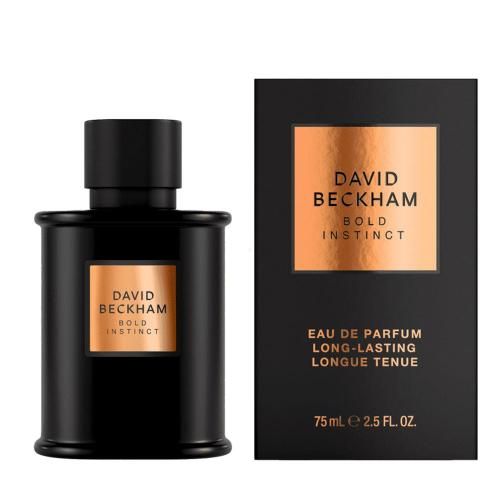 DAVID
BECKHAM
BOLD
INSTINCT
DAVID
BECKHAM
BOLD
INSTINCT
EAU DE PARFUM
LONG-LASTING
LONGUE TENUE
75 mL ℮ 2.5 FL. OZ.